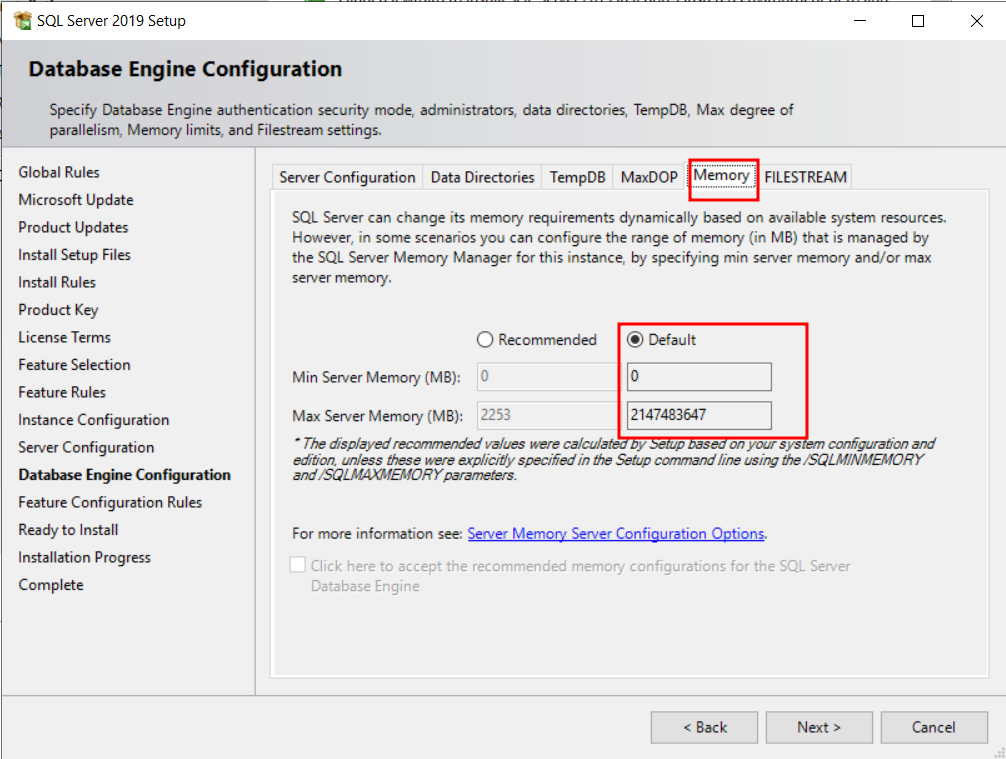 SQL Server 2019 Setup
Database Engine Configuration
Specify Database Engine authentication security mode, administrators, data directories, TempDB, Max degree of
parallelism, Memory limits, and Filestream settings.
Global Rules
Microsoft Update
Product Updates
Install Setup Files
Install Rules
Product Key
License Terms
Feature Selection
Feature Rules
Instance Configuration
Server Configuration
Database Engine Configuration
Feature Configuration Rules
Ready to Install
Installation Progress
Complete
Server Configuration Data Directories TempDB MaxDOP Memory FILESTREAM
SQL Server can change its memory requirements dynamically based on available system resources.
However, in some scenarios you can configure the range of memory (in MB) that is managed by
the SQL Server Memory Manager for this instance, by specifying min server memory and/or max
server memory.
Recommended Default
Min Server Memory (MB): 0 0
Max Server Memory (MB): 2253 2147483647
* The displayed recommended values were calculated by Setup based on your system configuration and
edition, unless these were explicitly specified in the Setup command line using the /SQLMINMEMORY
and /SQLMAXMEMORY parameters.
For more information see: Server Memory Server Configuration Options.
Click here to accept the recommended memory configurations for the SQL Server
Database Engine
< Back Next > Cancel